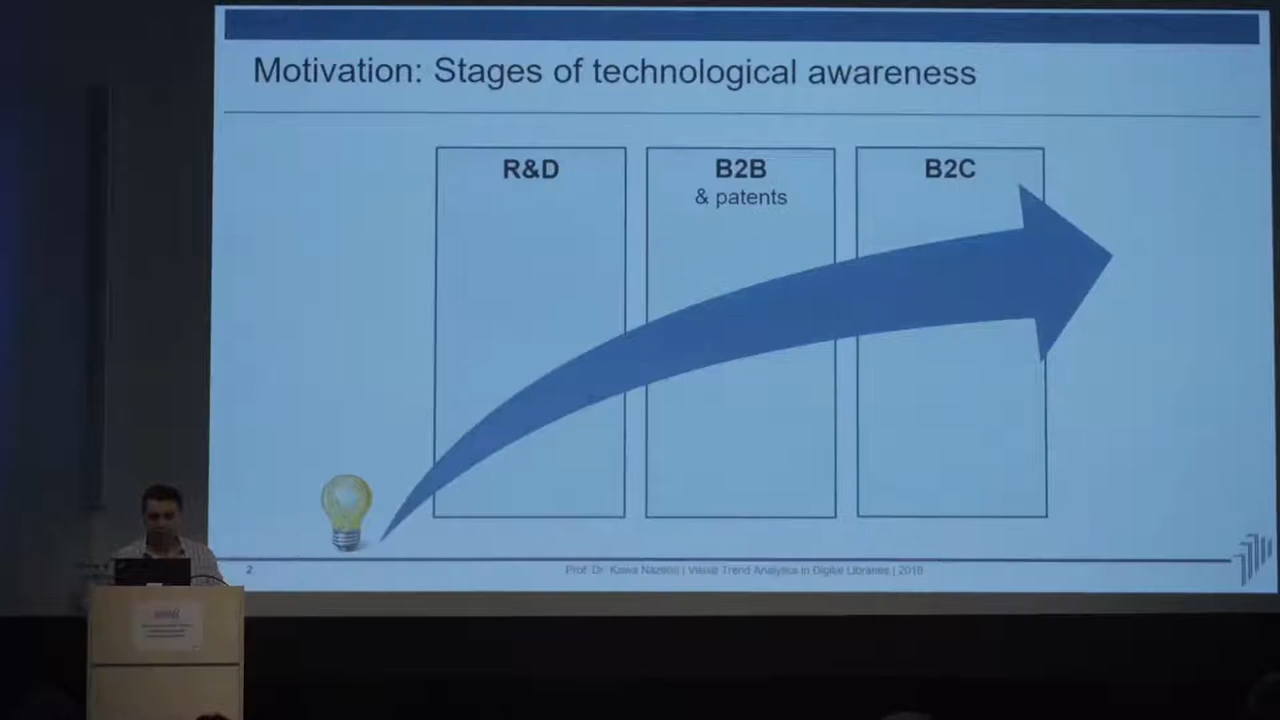 Motivation: Stages of technological awareness
R&D
B2B
& patents
B2C
2
Prof. Dr. Kawa Nazemi | Visual Trend Analytics in Digital Libraries | 2019